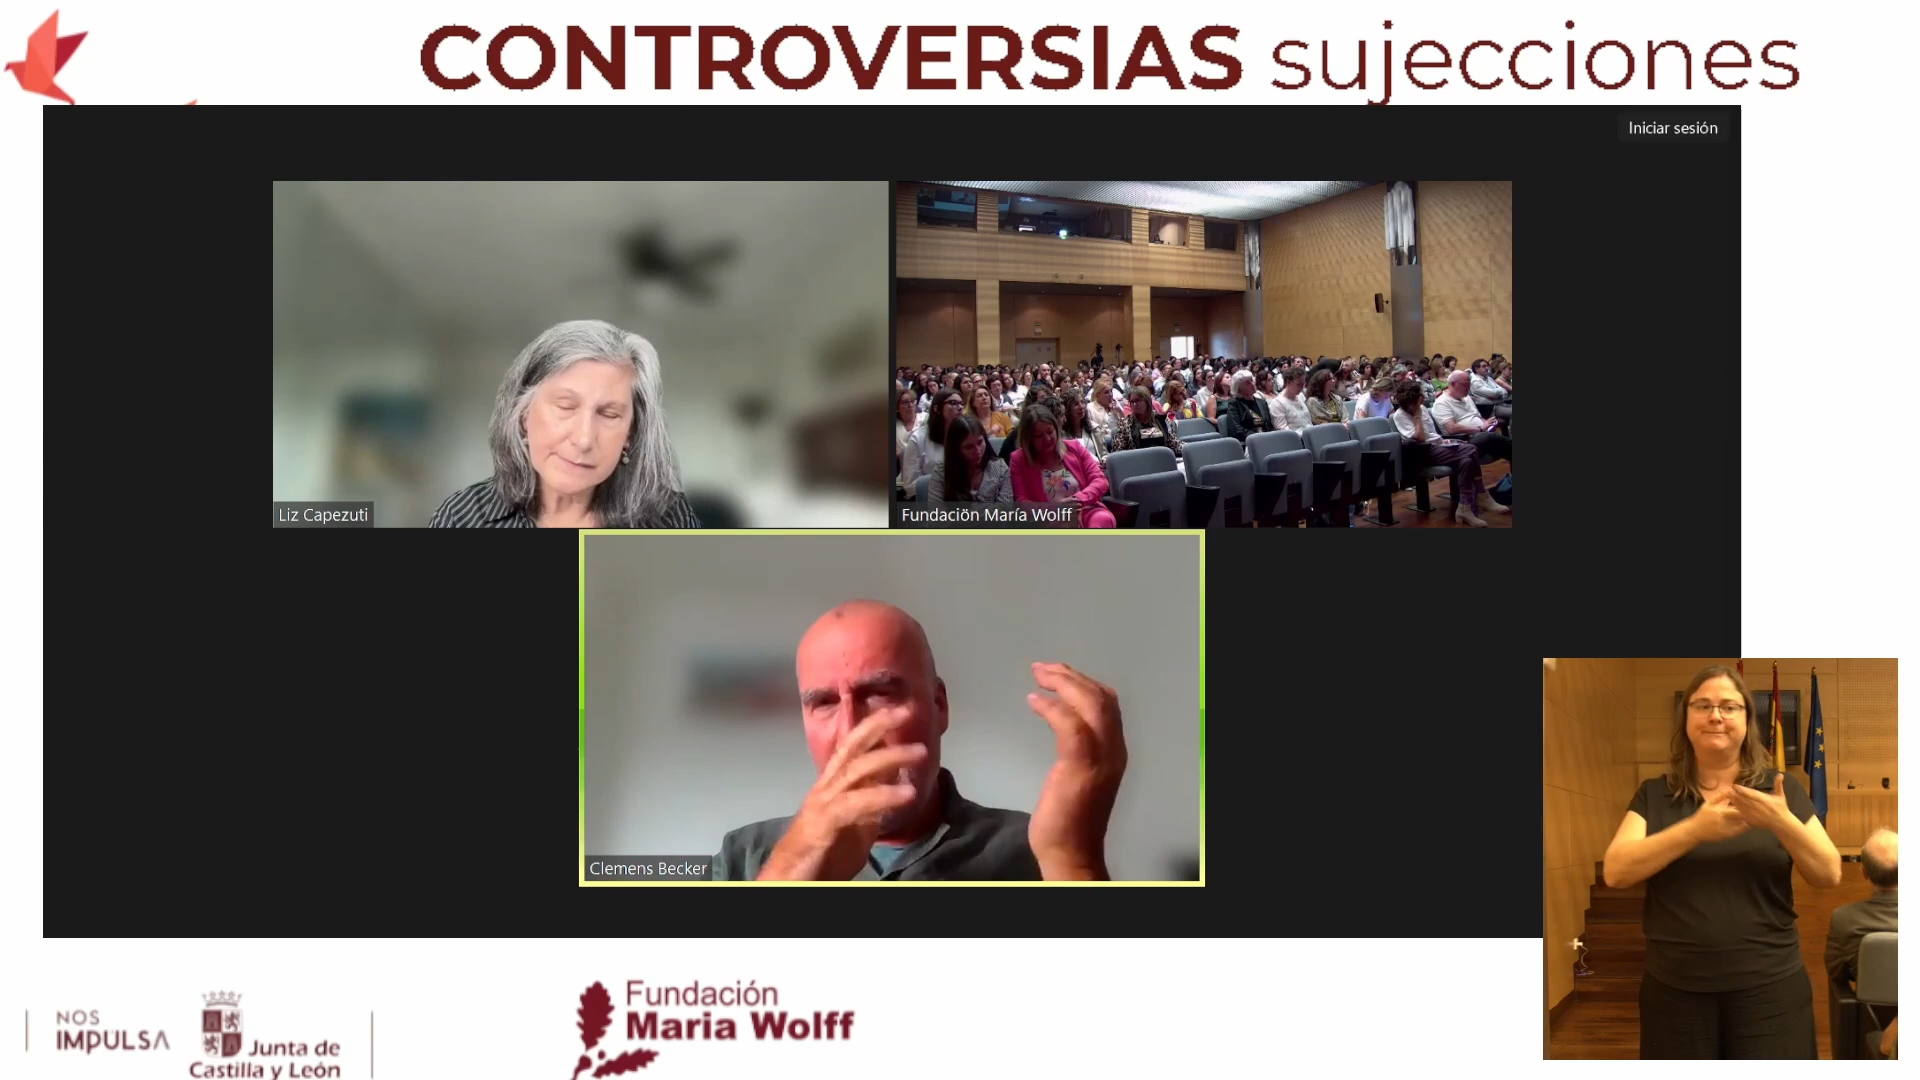 CONTROVERSIAS sujecciones
Iniciar sesión
Liz Capezuti
Fundaciön María Wolff
Clemens Becker
NOS
IMPULSA
Junta de
Castilla y León
Fundación
Maria Wolff